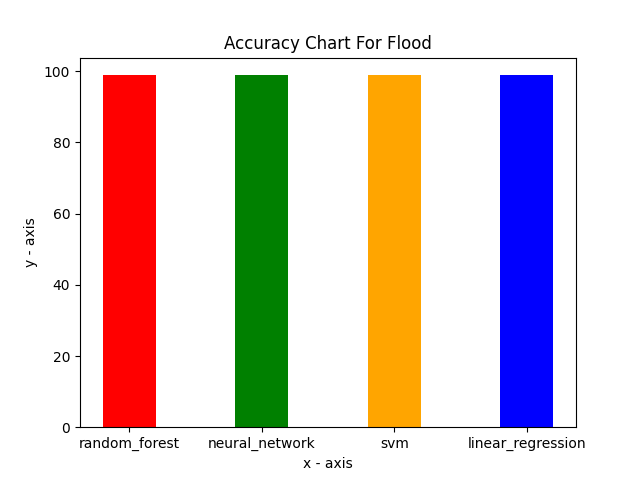 Accuracy Chart For Flood
100
80
60
40
20
0
y - axis
random_forest neural_network svm linear_regression
x - axis